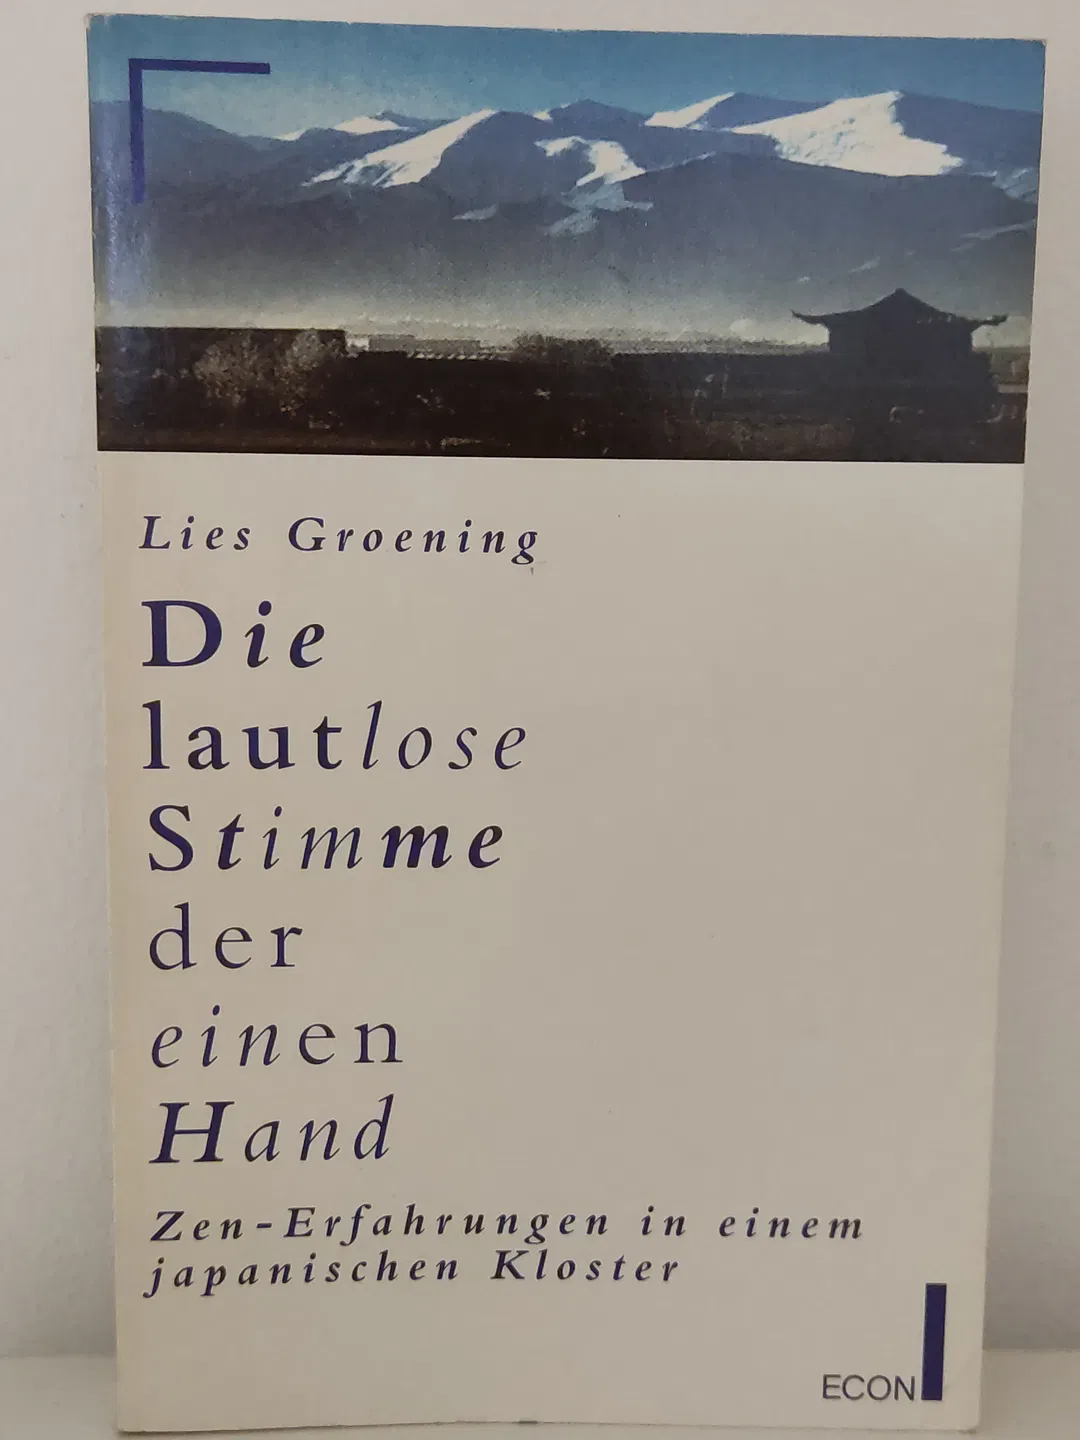 Lies Groening
Die
lautlose
Stimme
der
einen
Hand
Zen-Erfahrungen in einem
japanischen Kloster
ECON